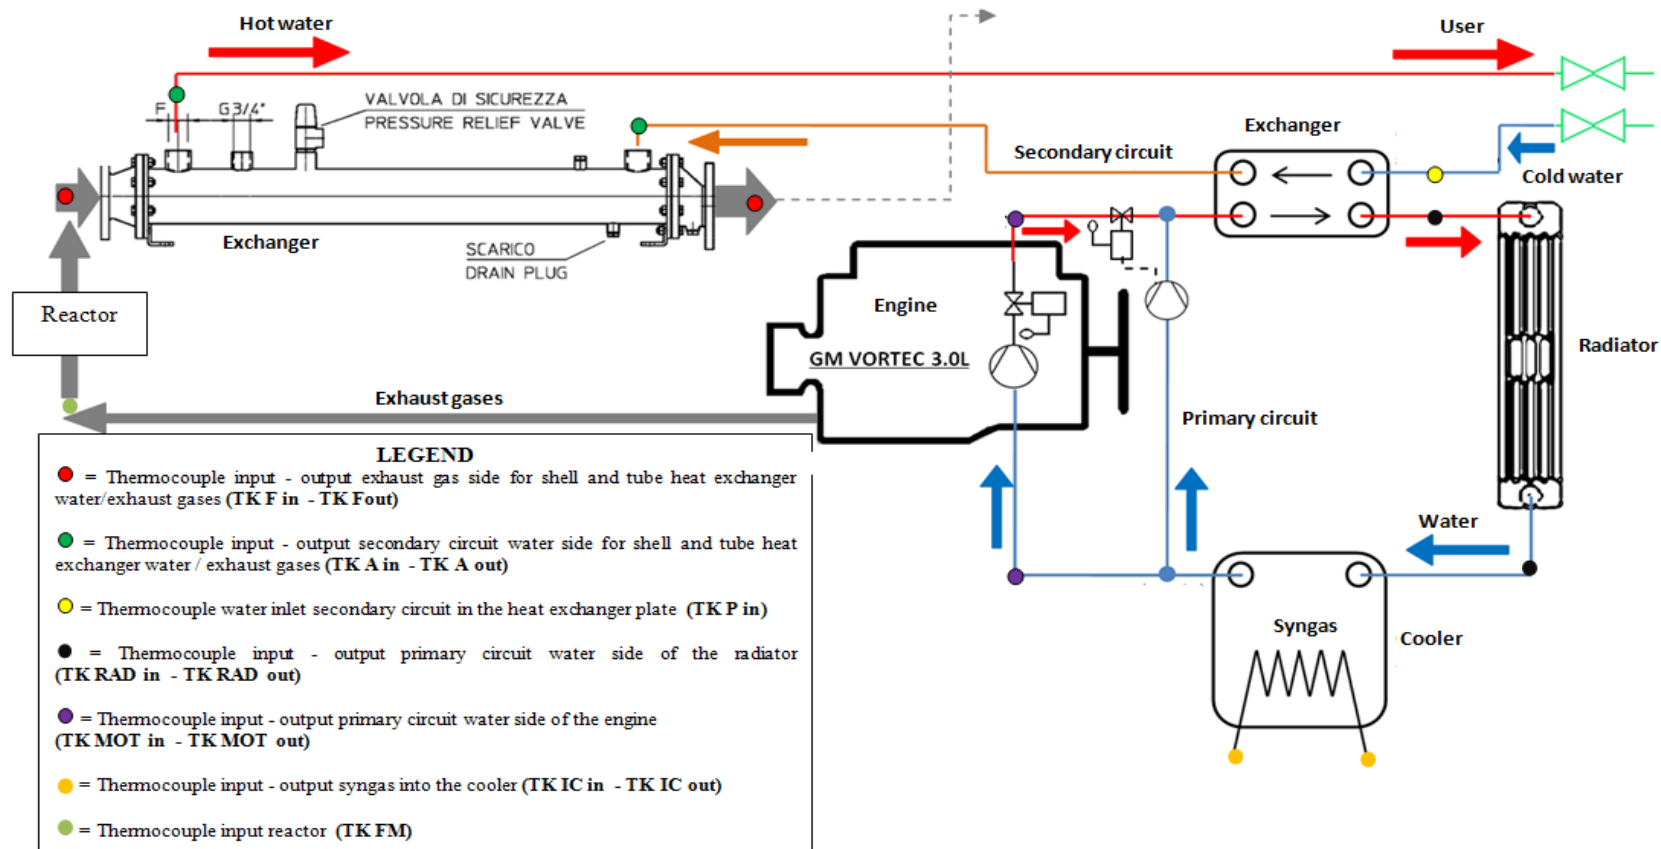 Hot water
User
VALVOLA DI SICUREZZA
PRESSURE RELIEF VALVE
F
G3/4"
Exchanger
Secondary circuit
Cold water
Exchanger
SCARICO
DRAIN PLUG
Reactor
Engine
GM VORTEC 3.0L
Radiator
Exhaust gases
Primary circuit
Water
Syngas
Cooler
LEGEND
= Thermocouple input - output exhaust gas side for shell and tube heat exchanger
water/exhaust gases (TK F in - TK Fout)
= Thermocouple input - output secondary circuit water side for shell and tube heat
exchanger water / exhaust gases (TK A in - TK A out)
= Thermocouple water inlet secondary circuit in the heat exchanger plate (TK P in)
= Thermocouple input - output primary circuit water side of the radiator
(TK RAD in - TK RAD out)
= Thermocouple input - output primary circuit water side of the engine
(TK MOT in - TK MOT out)
= Thermocouple input - output syngas into the cooler (TK IC in - TK IC out)
= Thermocouple input reactor (TK FM)